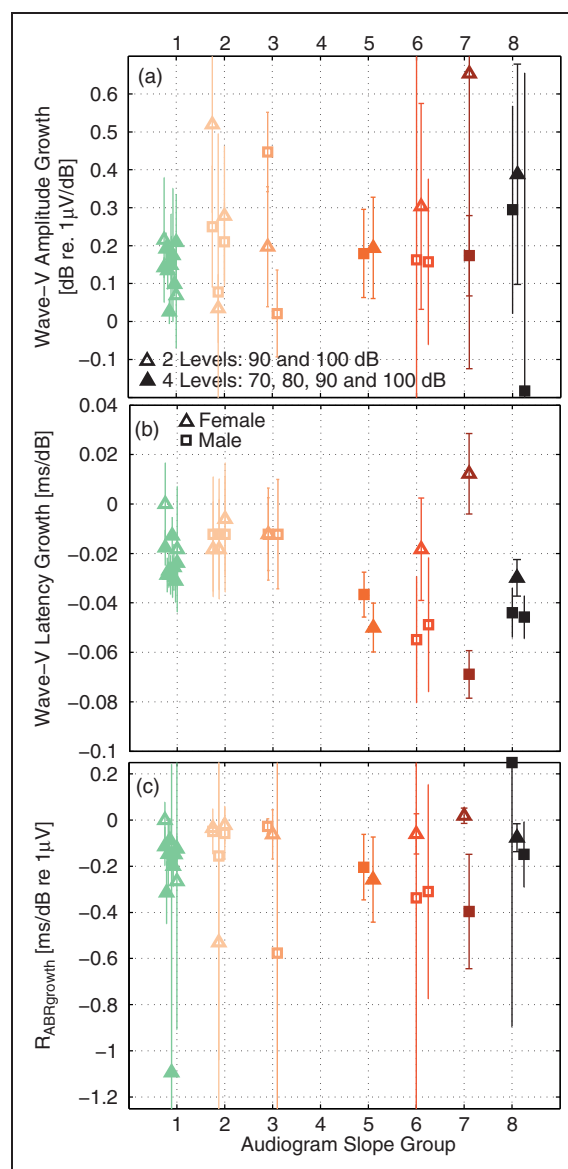 1 2 3 4 5 6 7 8
(a)
0.6
0.5
0.4
0.3
0.2
0.1
0
−0.1
Wave−V Amplitude Growth
[dB re. 1μV/dB]
2 Levels: 90 and 100 dB
4 Levels: 70, 80, 90 and 100 dB
(b)
Female
Male
0.04
0.02
0
−0.02
−0.04
−0.06
−0.08
−0.1
Wave−V Latency Growth [ms/dB]
(c)
0.2
0
−0.2
−0.4
−0.6
−0.8
−1
−1.2
RABRgrowth [ms/dB re 1μV]
1 2 3 4 5 6 7 8
Audiogram Slope Group